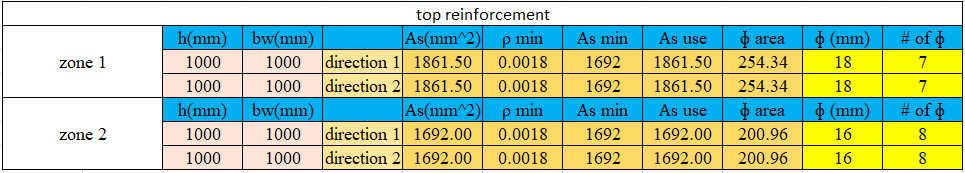 top reinforcement
h(mm) bw(mm) As(mm^2) ρ min As min As use ϕ area ϕ (mm) # of ϕ
zone 1
1000 1000 direction 1 1861.50 0.0018 1692 1861.50 254.34 18 7
1000 1000 direction 2 1861.50 0.0018 1692 1861.50 254.34 18 7
h(mm) bw(mm) As(mm^2) ρ min As min As use ϕ area ϕ (mm) # of ϕ
zone 2
1000 1000 direction 1 1692.00 0.0018 1692 1692.00 200.96 16 8
1000 1000 direction 2 1692.00 0.0018 1692 1692.00 200.96 16 8